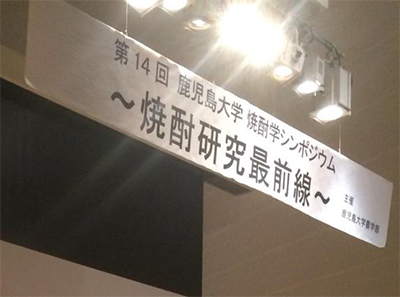 第14回 鹿児島大学 焼酎学シンポジウム
～焼酎研究最前線～
主催
鹿児島大学農学部